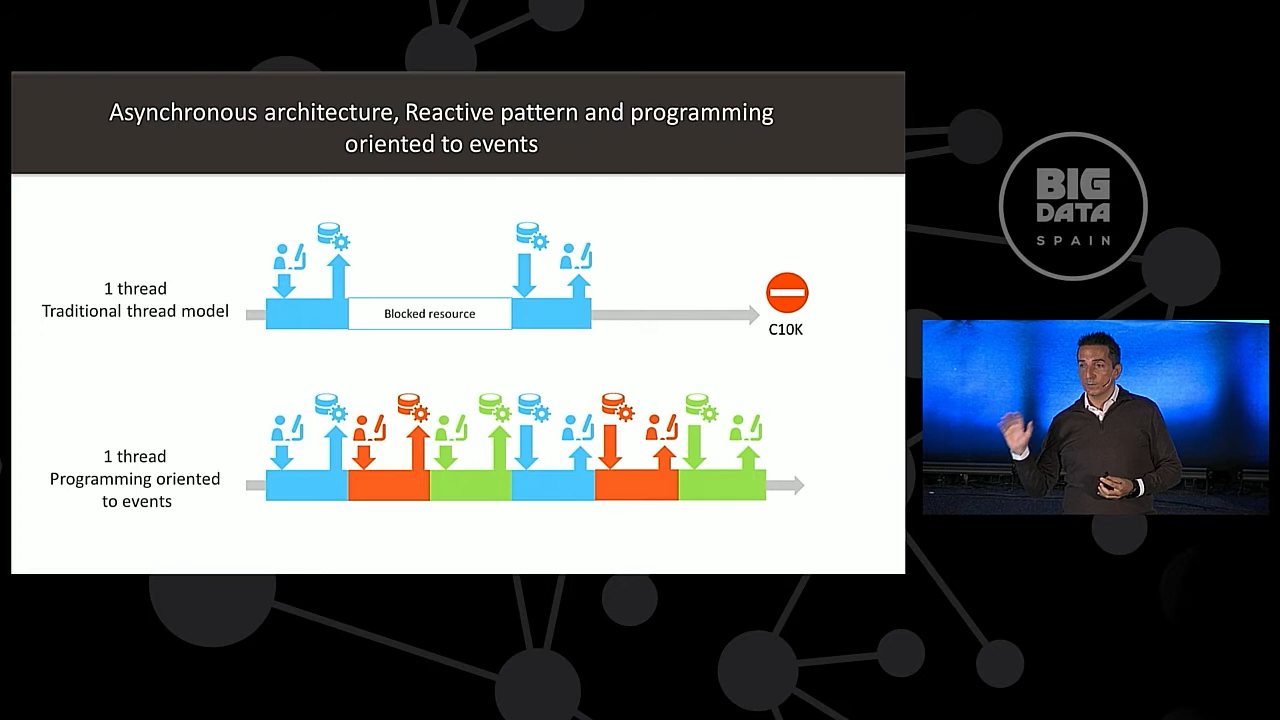 Asynchronous architecture, Reactive pattern and programming
oriented to events
1 thread
Traditional thread model
Blocked resource
C10K
1 thread
Programming oriented
to events
BIG
DATA
SPAIN